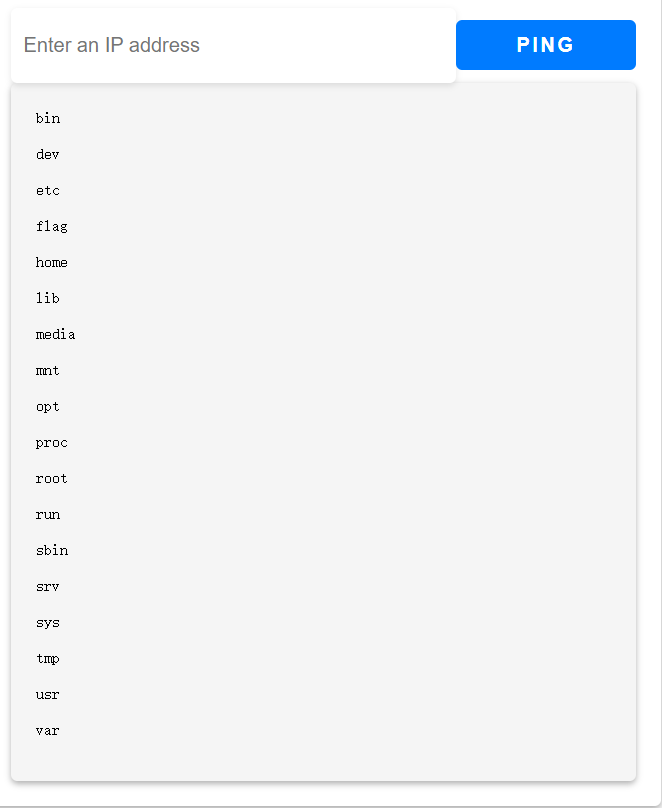 Enter an IP address
PING
bin
dev
etc
flag
home
lib
media
mnt
opt
proc
root
run
sbin
srv
sys
tmp
usr
var